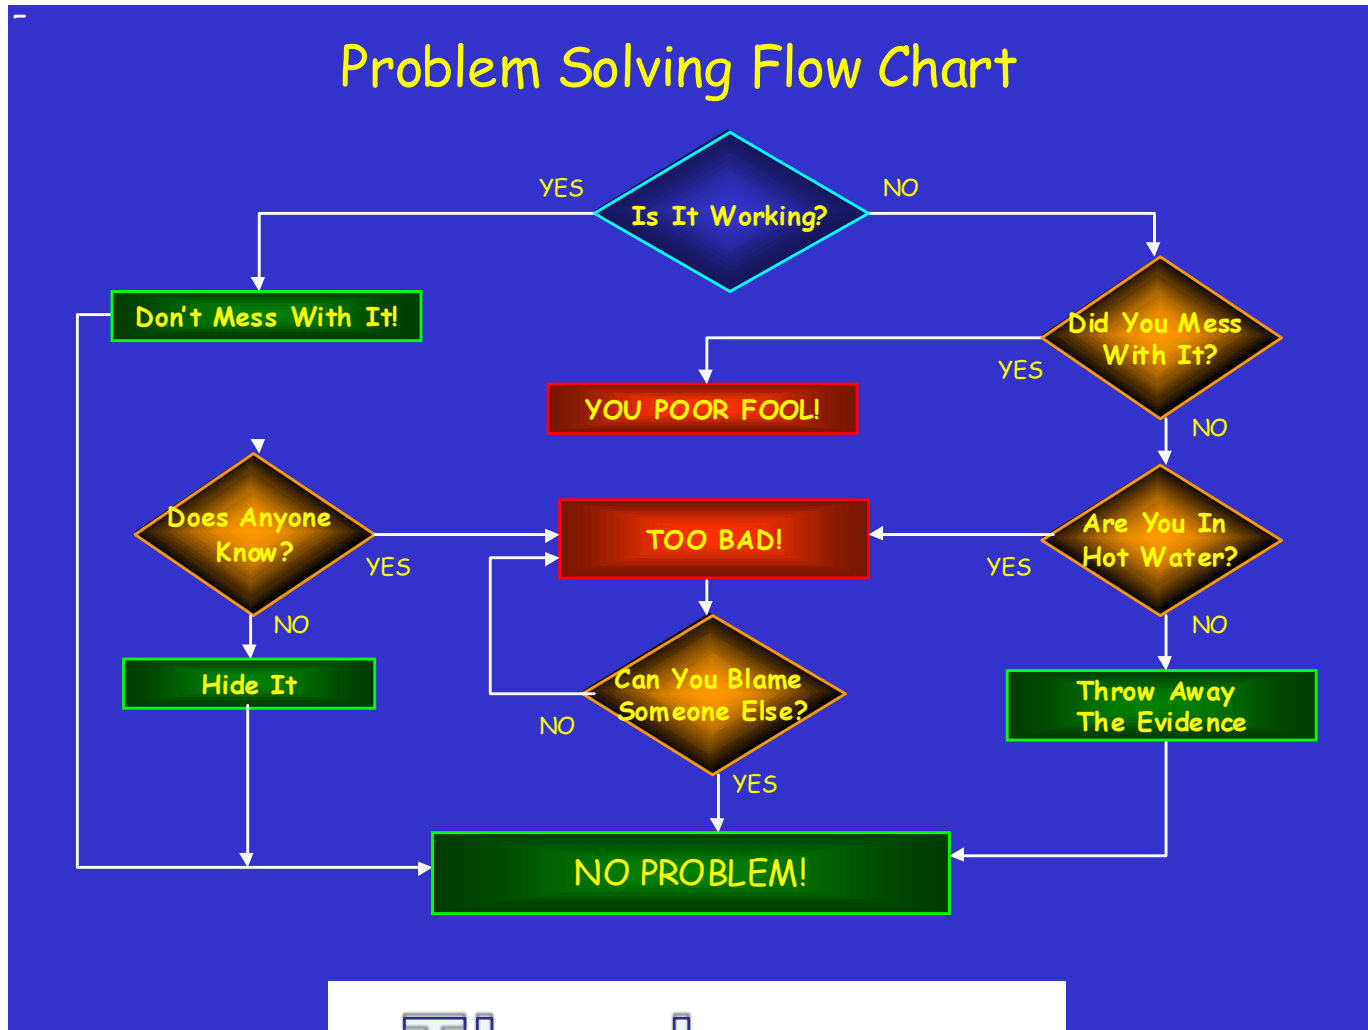 Problem Solving Flow Chart
YES
NO
Is It Working?
Don't Mess With It!
Did You Mess
With It?
YES
YOU POOR FOOL!
NO
Does Anyone
Know?
YES
TOO BAD!
Are You In
Hot Water?
YES
NO
NO
Hide It
Can You Blame
Someone Else?
NO
Throw Away
The Evidence
YES
NO PROBLEM!